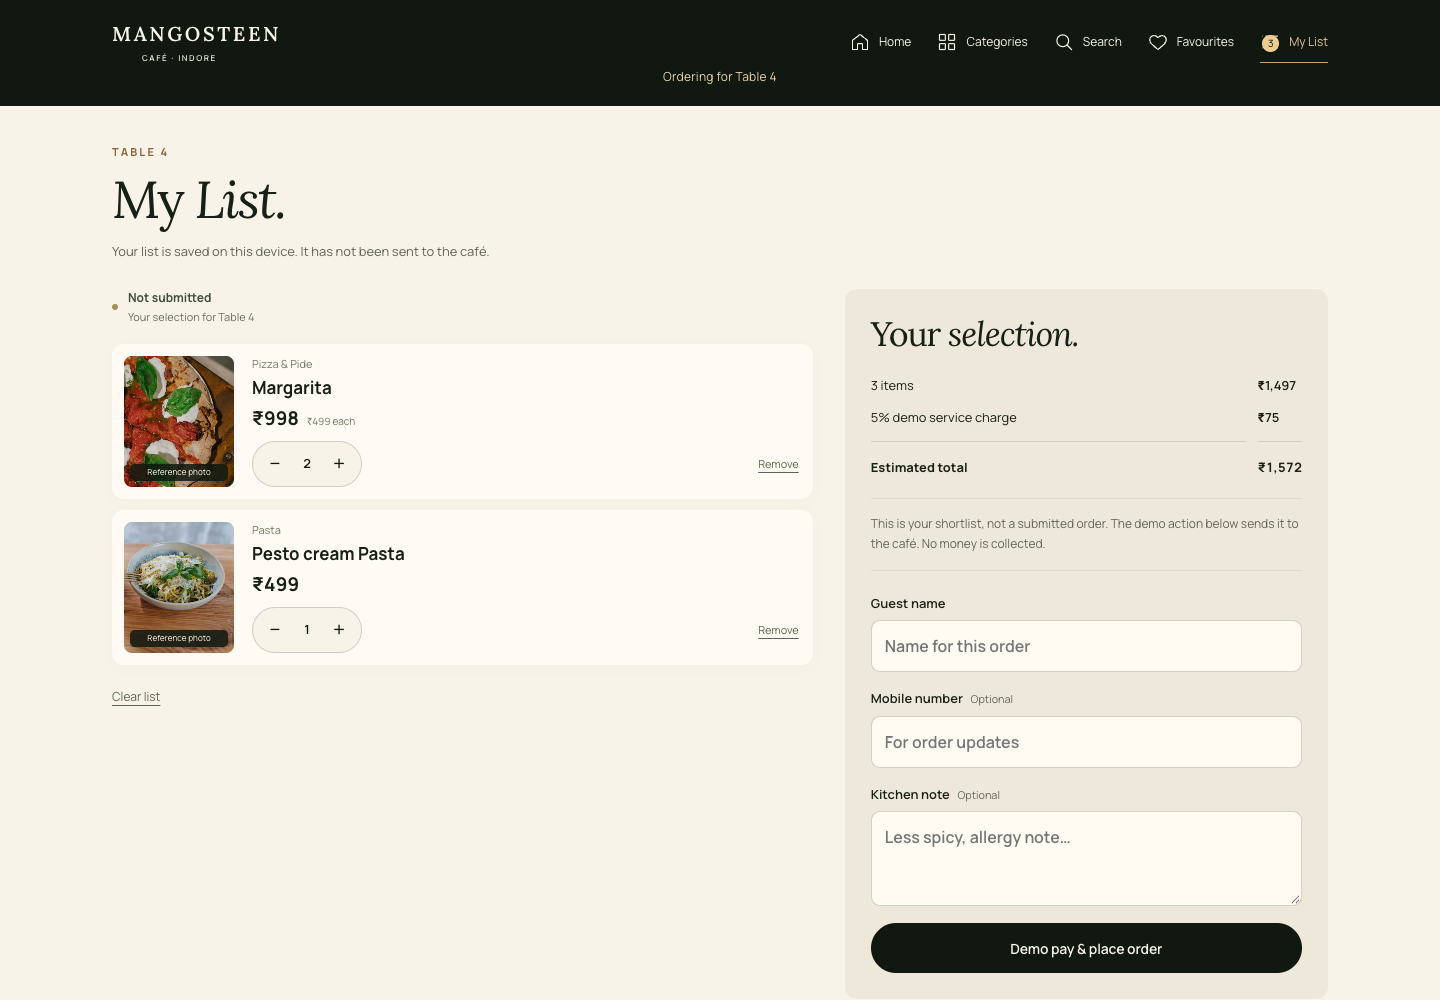 MANGOSTEEN
CAFÉ · INDORE
Home
Categories
Search
Favourites
3
My List
Ordering for Table 4
TABLE 4
My List.
Your list is saved on this device. It has not been sent to the café.
Not submitted
Your selection for Table 4
Pizza & Pide
Margarita
₹998 ₹499 each
− 2 +
Remove
Reference photo
Pasta
Pesto cream Pasta
₹499
− 1 +
Remove
Reference photo
Clear list
Your selection.
3 items ₹1,497
5% demo service charge ₹75
Estimated total ₹1,572
This is your shortlist, not a submitted order. The demo action below sends it to
the café. No money is collected.
Guest name
Name for this order
Mobile number Optional
For order updates
Kitchen note Optional
Less spicy, allergy note…
Demo pay & place order